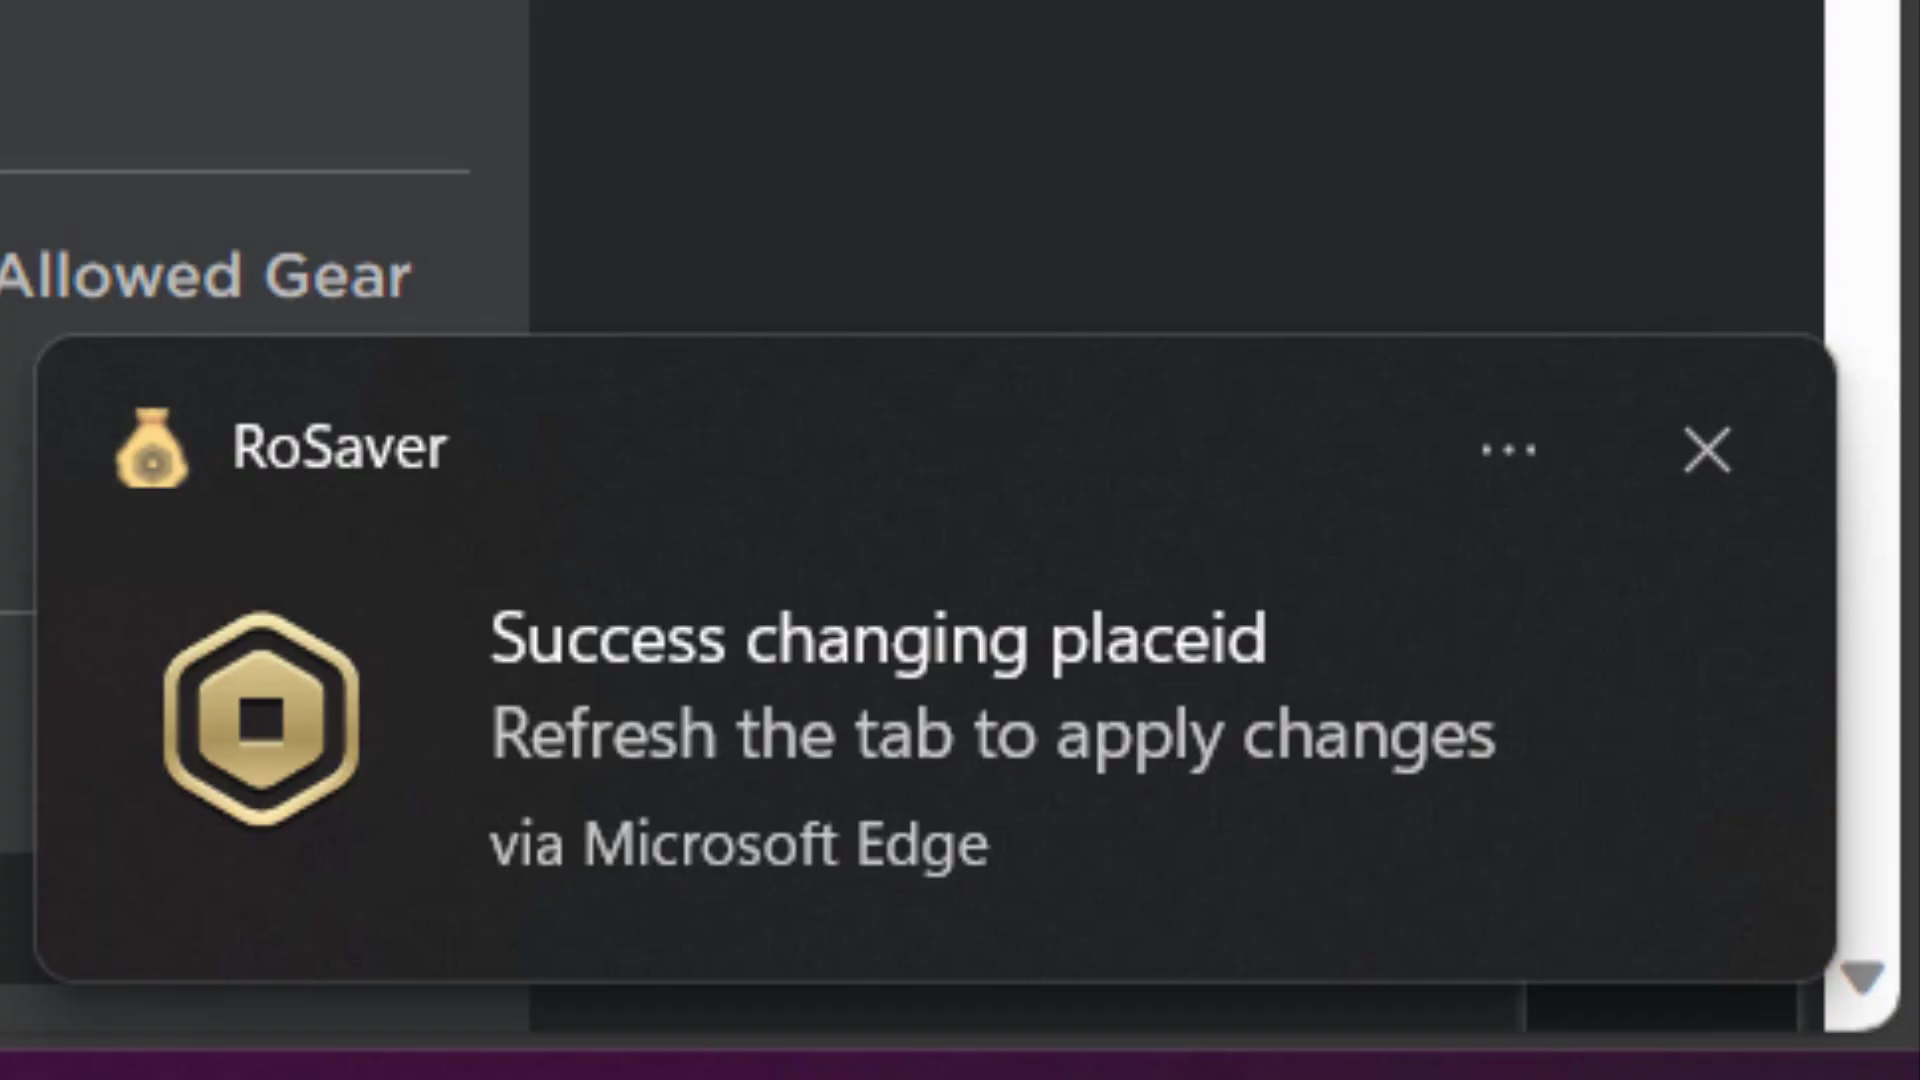 Allowed Gear
RoSaver
Success changing placeid
Refresh the tab to apply changes
via Microsoft Edge